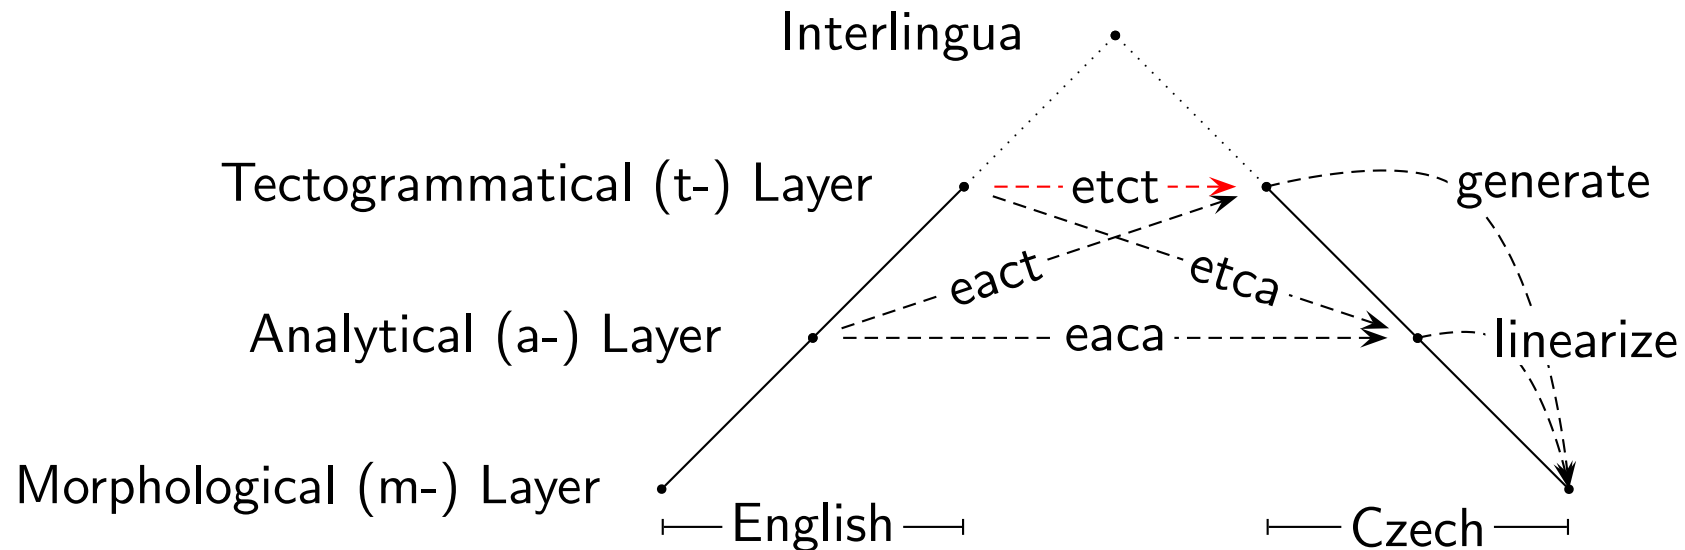 Interlingua
Tectogrammatical (t-) Layer
etct
generate
eact
etca
Analytical (a-) Layer
eaca
linearize
Morphological (m-) Layer
English
Czech